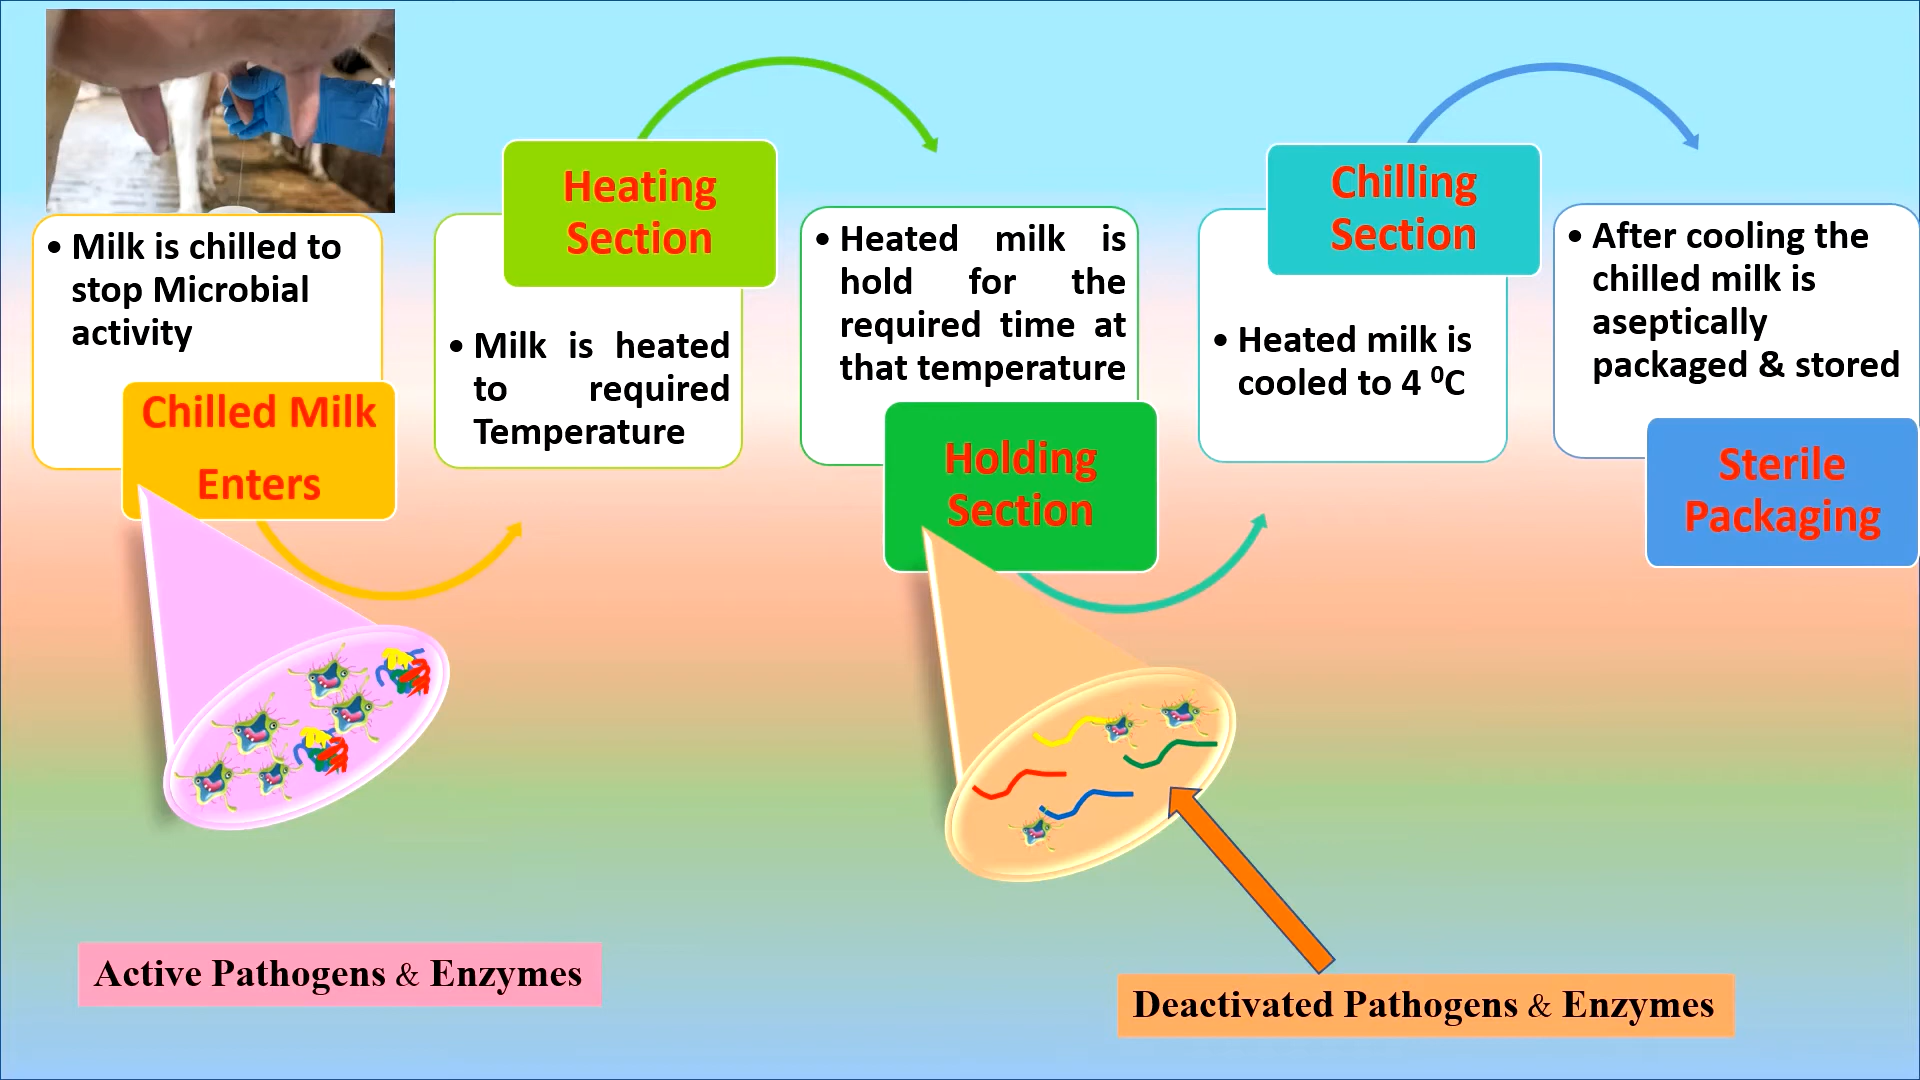 • Milk is chilled to
stop Microbial
activity
Chilled Milk
Enters
Heating
Section
• Milk is heated
to required
Temperature
• Heated milk is
hold for the
required time at
that temperature
Holding
Section
Chilling
Section
• Heated milk is
cooled to 4 ⁰C
• After cooling the
chilled milk is
aseptically
packaged & stored
Sterile
Packaging
Active Pathogens & Enzymes
Deactivated Pathogens & Enzymes